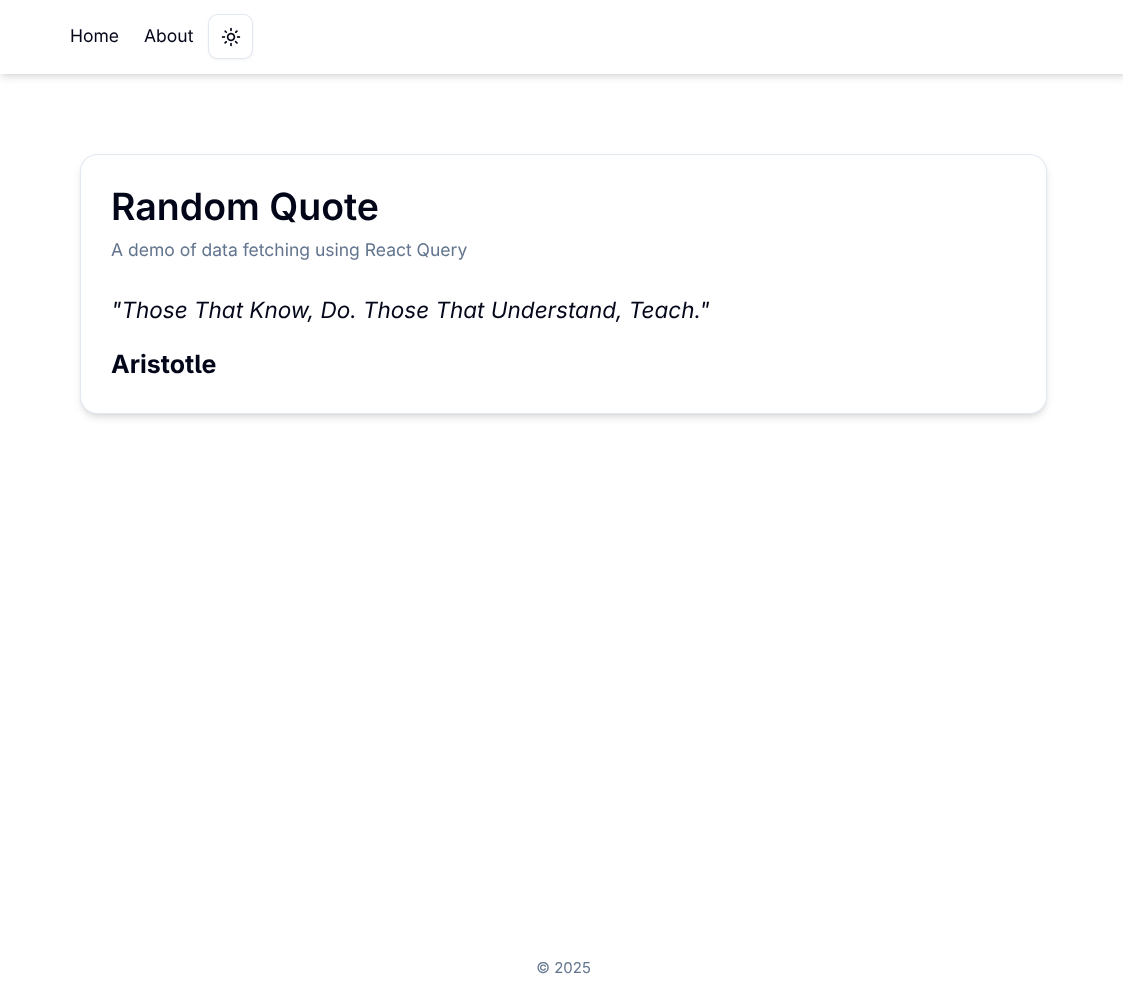 Home About
Random Quote
A demo of data fetching using React Query
"Those That Know, Do. Those That Understand, Teach."
Aristotle
© 2025